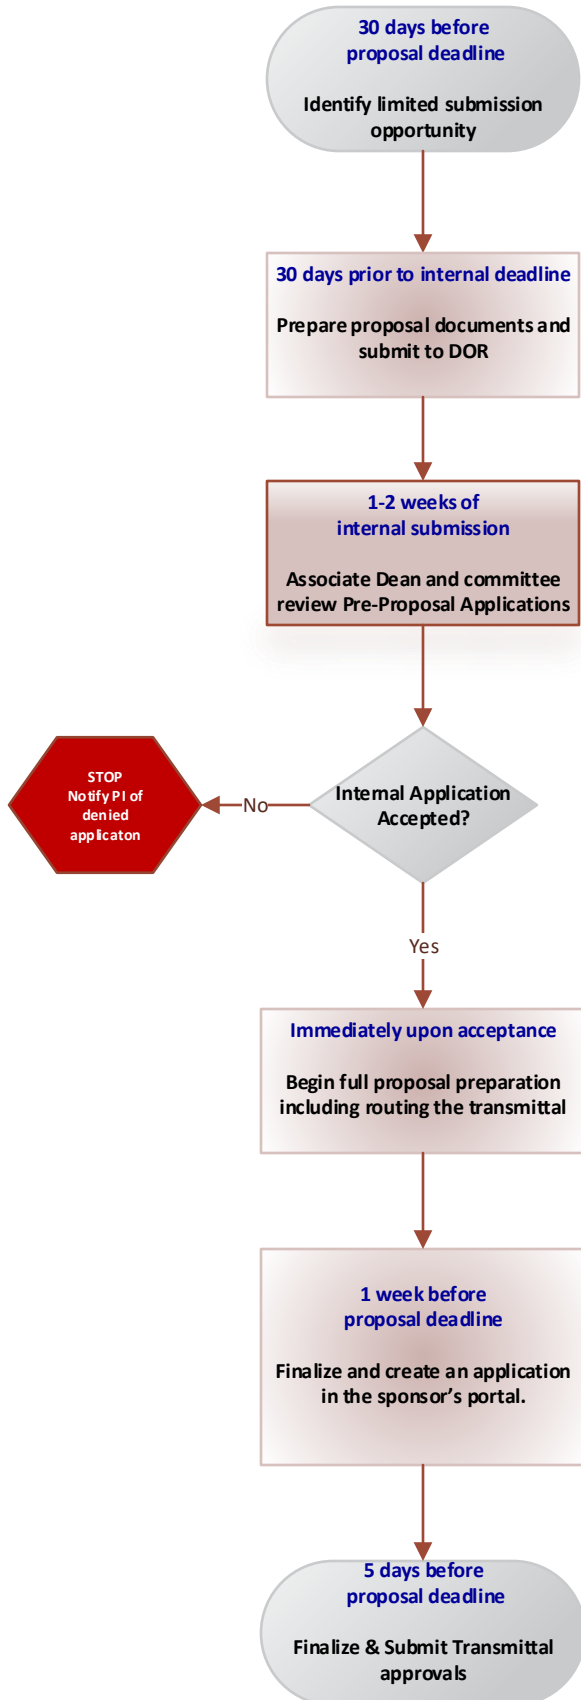 30 days before
proposal deadline
Identify limited submission
opportunity
30 days prior to internal deadline
Prepare proposal documents and
submit to DOR
1-2 weeks of
internal submission
Associate Dean and committee
review Pre-Proposal Applications
Internal Application
Accepted?
No
STOP
Notify PI of
denied
applicaton
Yes
Immediately upon acceptance
Begin full proposal preparation
including routing the transmittal
1 week before
proposal deadline
Finalize and create an application
in the sponsor’s portal.
5 days before
proposal deadline
Finalize & Submit Transmittal
approvals